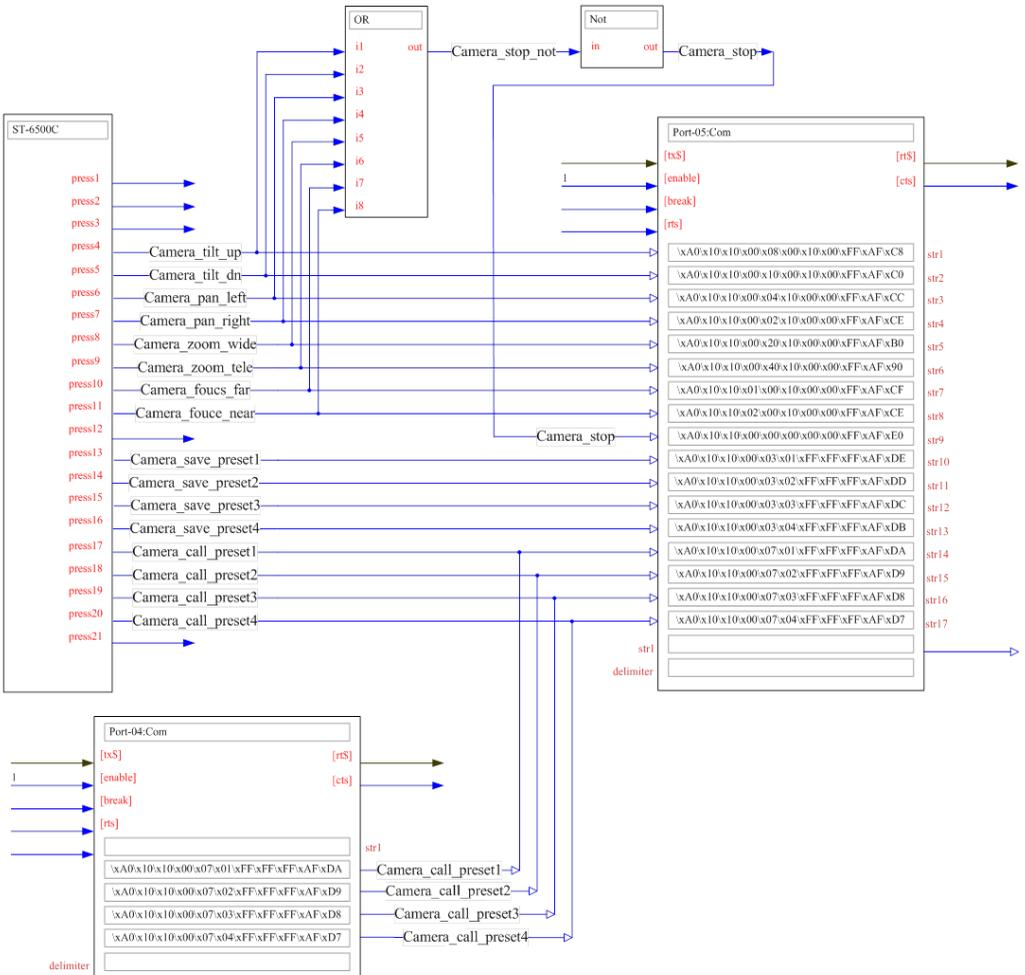 OR
i1
i2
i3
i4
i5
i6
i7
i8
out
Camera_stop_not
Not
in
out
Camera_stop
ST-6500C
press1
press2
press3
press4
press5
press6
press7
press8
press9
press10
press11
press12
press13
press14
press15
press16
press17
press18
press19
press20
press21
Camera_tilt_up
Camera_tilt_dn
Camera_pan_left
Camera_pan_right
Camera_zoom_wide
Camera_zoom_tele
Camera_foucs_far
Camera_fouce_near
Camera_stop
Camera_save_preset1
Camera_save_preset2
Camera_save_preset3
Camera_save_preset4
Camera_call_preset1
Camera_call_preset2
Camera_call_preset3
Camera_call_preset4
Port-05:Com
[tx$]
1
[enable]
[break]
[rts]
[rt$]
[cts]
\xA0\x10\x10\x00\x08\x00\x10\x00\xFF\xAF\xC8 str1
\xA0\x10\x10\x00\x10\x00\x10\x00\xFF\xAF\xC0 str2
\xA0\x10\x10\x00\x04\x10\x00\x00\xFF\xAF\xCC str3
\xA0\x10\x10\x00\x02\x10\x00\x00\xFF\xAF\xCE str4
\xA0\x10\x10\x00\x20\x10\x00\x00\xFF\xAF\xB0 str5
\xA0\x10\x10\x00\x40\x10\x00\x00\xFF\xAF\x90 str6
\xA0\x10\x10\x01\x00\x10\x00\x00\xFF\xAF\xCF str7
\xA0\x10\x10\x02\x00\x10\x00\x00\xFF\xAF\xCE str8
\xA0\x10\x10\x00\x00\x00\x00\x00\xFF\xAF\xE0 str9
\xA0\x10\x10\x00\x03\x01\xFF\xFF\xFF\xAF\xDE str10
\xA0\x10\x10\x00\x03\x02\xFF\xFF\xFF\xAF\xDD str11
\xA0\x10\x10\x00\x03\x03\xFF\xFF\xFF\xAF\xDC str12
\xA0\x10\x10\x00\x03\x04\xFF\xFF\xFF\xAF\xDB str13
\xA0\x10\x10\x00\x07\x01\xFF\xFF\xFF\xAF\xDA str14
\xA0\x10\x10\x00\x07\x02\xFF\xFF\xFF\xAF\xD9 str15
\xA0\x10\x10\x00\x07\x03\xFF\xFF\xFF\xAF\xD8 str16
\xA0\x10\x10\x00\x07\x04\xFF\xFF\xFF\xAF\xD7 str17
str1
delimiter
Port-04:Com
[tx$]
1
[enable]
[break]
[rts]
[rt$]
[cts]
str1
\xA0\x10\x10\x00\x07\x01\xFF\xFF\xFF\xAF\xDA Camera_call_preset1
\xA0\x10\x10\x00\x07\x02\xFF\xFF\xFF\xAF\xD9 Camera_call_preset2
\xA0\x10\x10\x00\x07\x03\xFF\xFF\xFF\xAF\xD8 Camera_call_preset3
\xA0\x10\x10\x00\x07\x04\xFF\xFF\xFF\xAF\xD7 Camera_call_preset4
delimiter